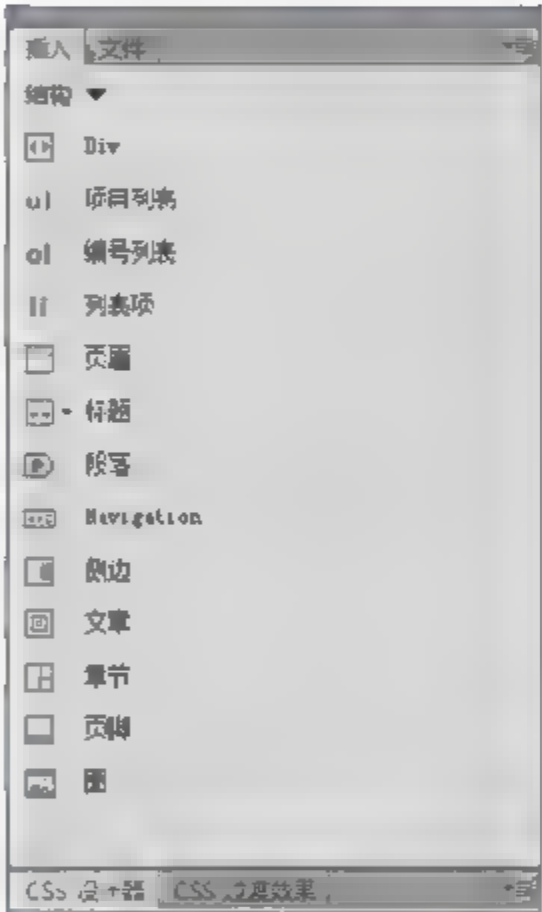 插入 文件
结构
Div
ul 项目列表
ol 编号列表
li 列表项
页眉
标题
段落
Navigation
侧边
文章
章节
页脚
图
CSS 设计器 CSS 过渡效果